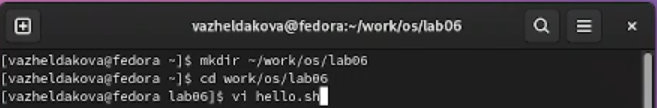 vazheldakova@fedora:~/work/os/lab06
[vazheldakova@fedora ~]$ mkdir ~/work/os/lab06
[vazheldakova@fedora ~]$ cd work/os/lab06
[vazheldakova@fedora lab06]$ vi hello.sh